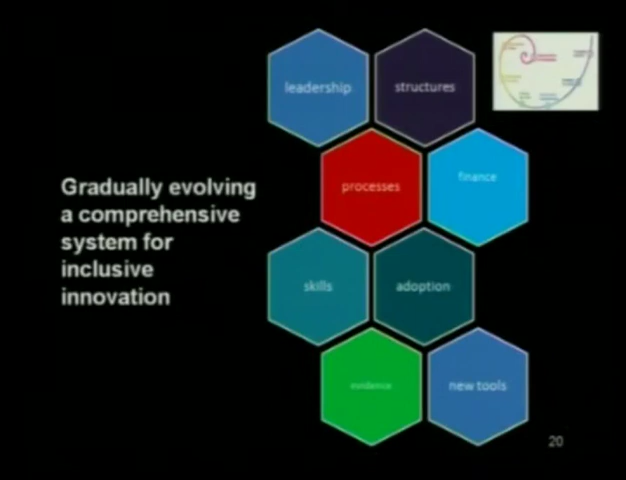 leadership
structures
processes
finance
Gradually evolving
a comprehensive
system for
inclusive
innovation
skills
adoption
evidence
new tools
20